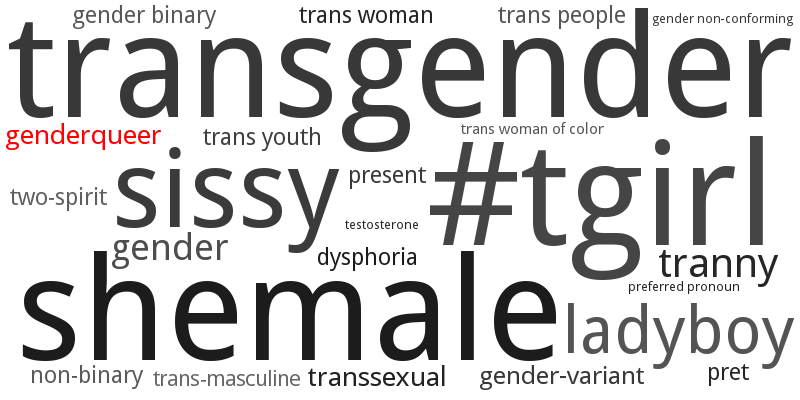 gender binary
trans woman
trans people
gender non-conforming
transgender
genderqueer
trans youth
trans woman of color
sissy
present
#tgirl
two-spirit
testosterone
gender
dysphoria
tranny
shemale
preferred pronoun
ladyboy
non-binary
trans-masculine
transsexual
gender-variant
pret